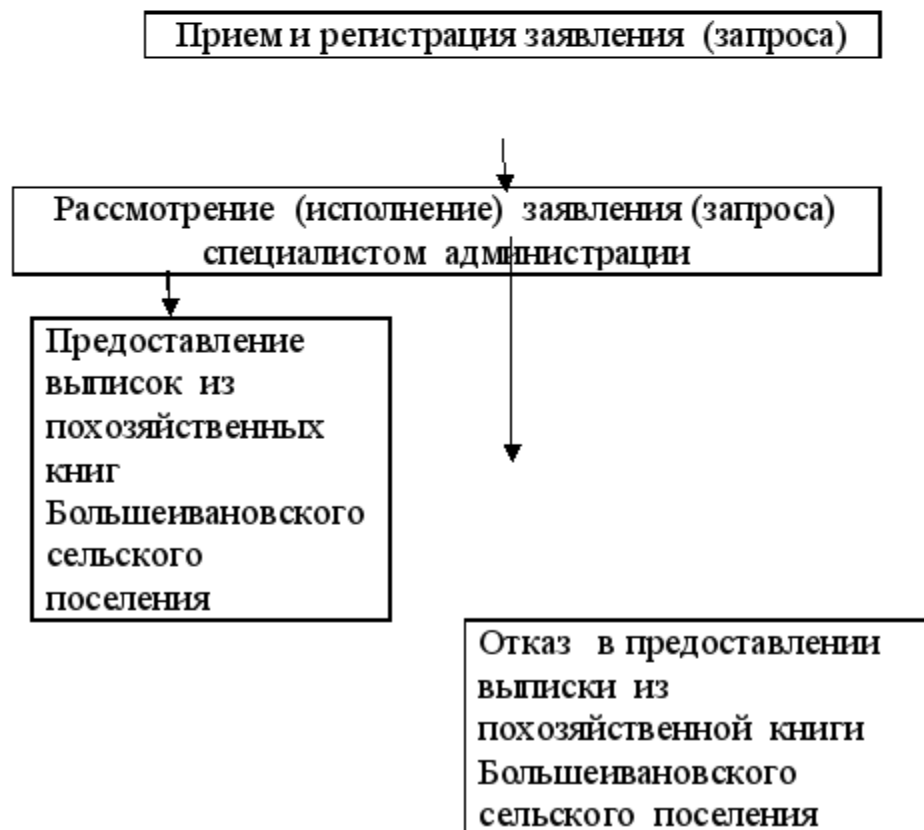 Прием и регистрация заявления (запроса)
Рассмотрение (исполнение) заявления (запроса)
специалистом администрации
Предоставление
выписок из
похозяйственных
книг
Большеивановского
сельского
поселения
Отказ в предоставлении
выписки из
похозяйственной книги
Большеивановского
сельского поселения